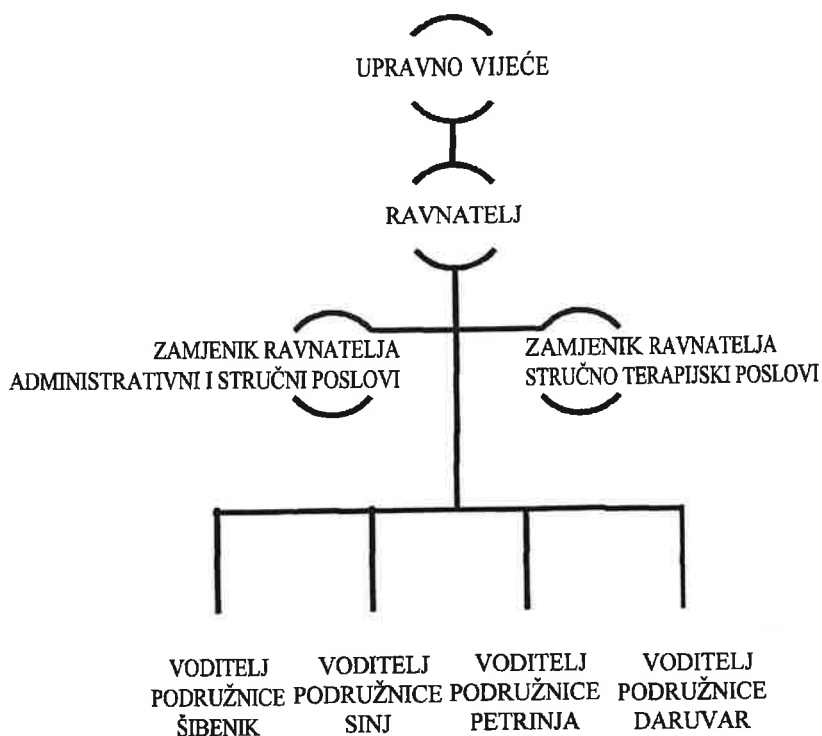 UPRAVNO VIJEĆE
RAVNATELJ
ZAMJENIK RAVNATELJA
ADMINISTRATIVNI I STRUČNI POSLOVI
ZAMJENIK RAVNATELJA
STRUČNO TERAPIJSKI POSLOVI
VODITELJ
PODRUŽNICE
ŠIBENIK
VODITELJ
PODRUŽNICE
SINJ
VODITELJ
PODRUŽNICE
PETRINJA
VODITELJ
PODRUŽNICE
DARUVAR